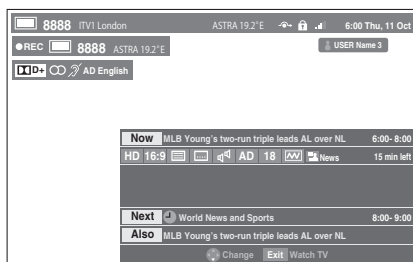 8888 ITV1 London ASTRA 19.2°E 6:00 Thu, 11 Oct
REC 8888 ASTRA 19.2°E USER Name 3
D+ AD English
Now MLB Young's two-run triple leads AL over NL 6:00- 8:00
HD 16:9 AD 18 News 15 min left
Next World News and Sports 8:00- 9:00
Also MLB Young's two-run triple leads AL over NL
Change Exit Watch TV